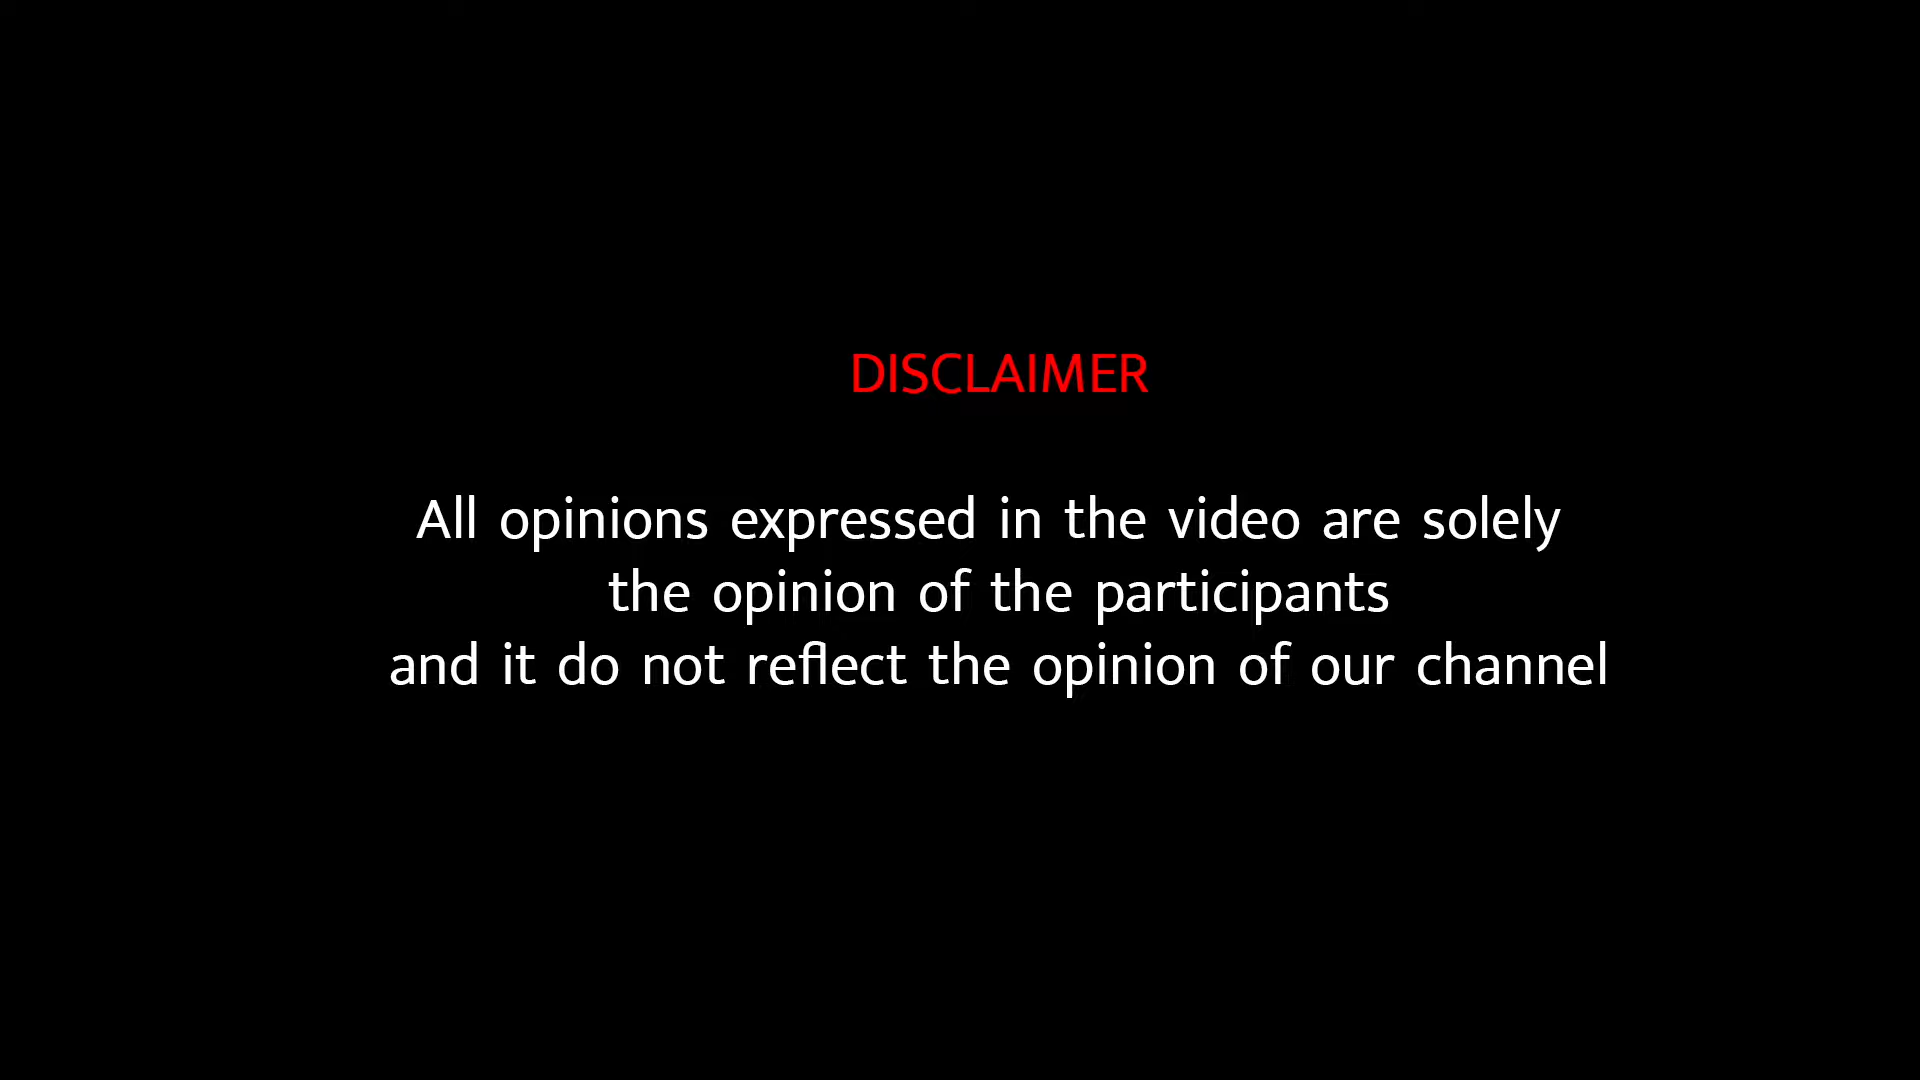 DISCLAIMER
All opinions expressed in the video are solely
the opinion of the participants
and it do not reflect the opinion of our channel